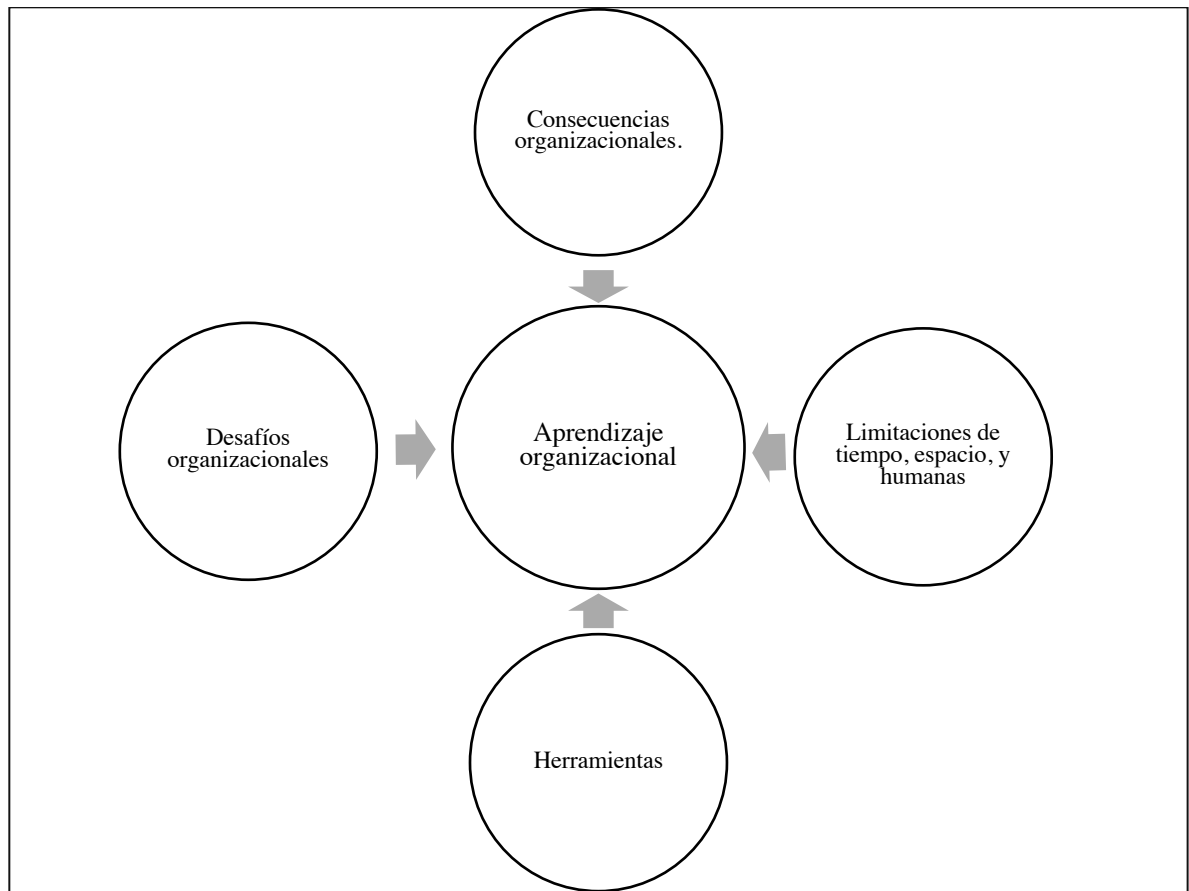 Consecuencias
organizacionales.
Desafíos
organizacionales
Aprendizaje
organizacional
Limitaciones de
tiempo, espacio, y
humanas
Herramientas